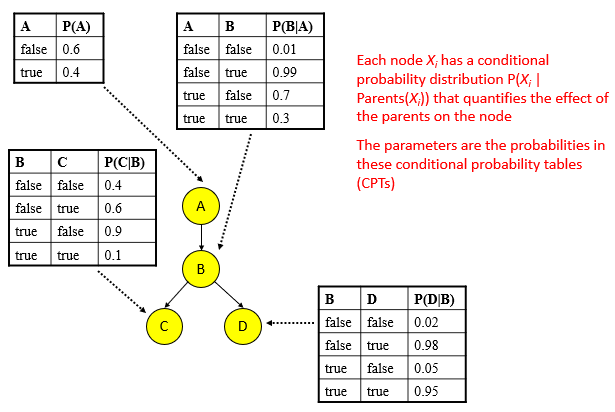 A P(A)
false 0.6
true 0.4
A B P(B|A)
false false 0.01
false true 0.99
true false 0.7
true true 0.3
Each node Xi has a conditional
probability distribution P(Xi |
Parents(Xi)) that quantifies the effect of
the parents on the node
The parameters are the probabilities in
these conditional probability tables
(CPTs)
B C P(C|B)
false false 0.4
false true 0.6
true false 0.9
true true 0.1
A
B
C
D
B D P(D|B)
false false 0.02
false true 0.98
true false 0.05
true true 0.95